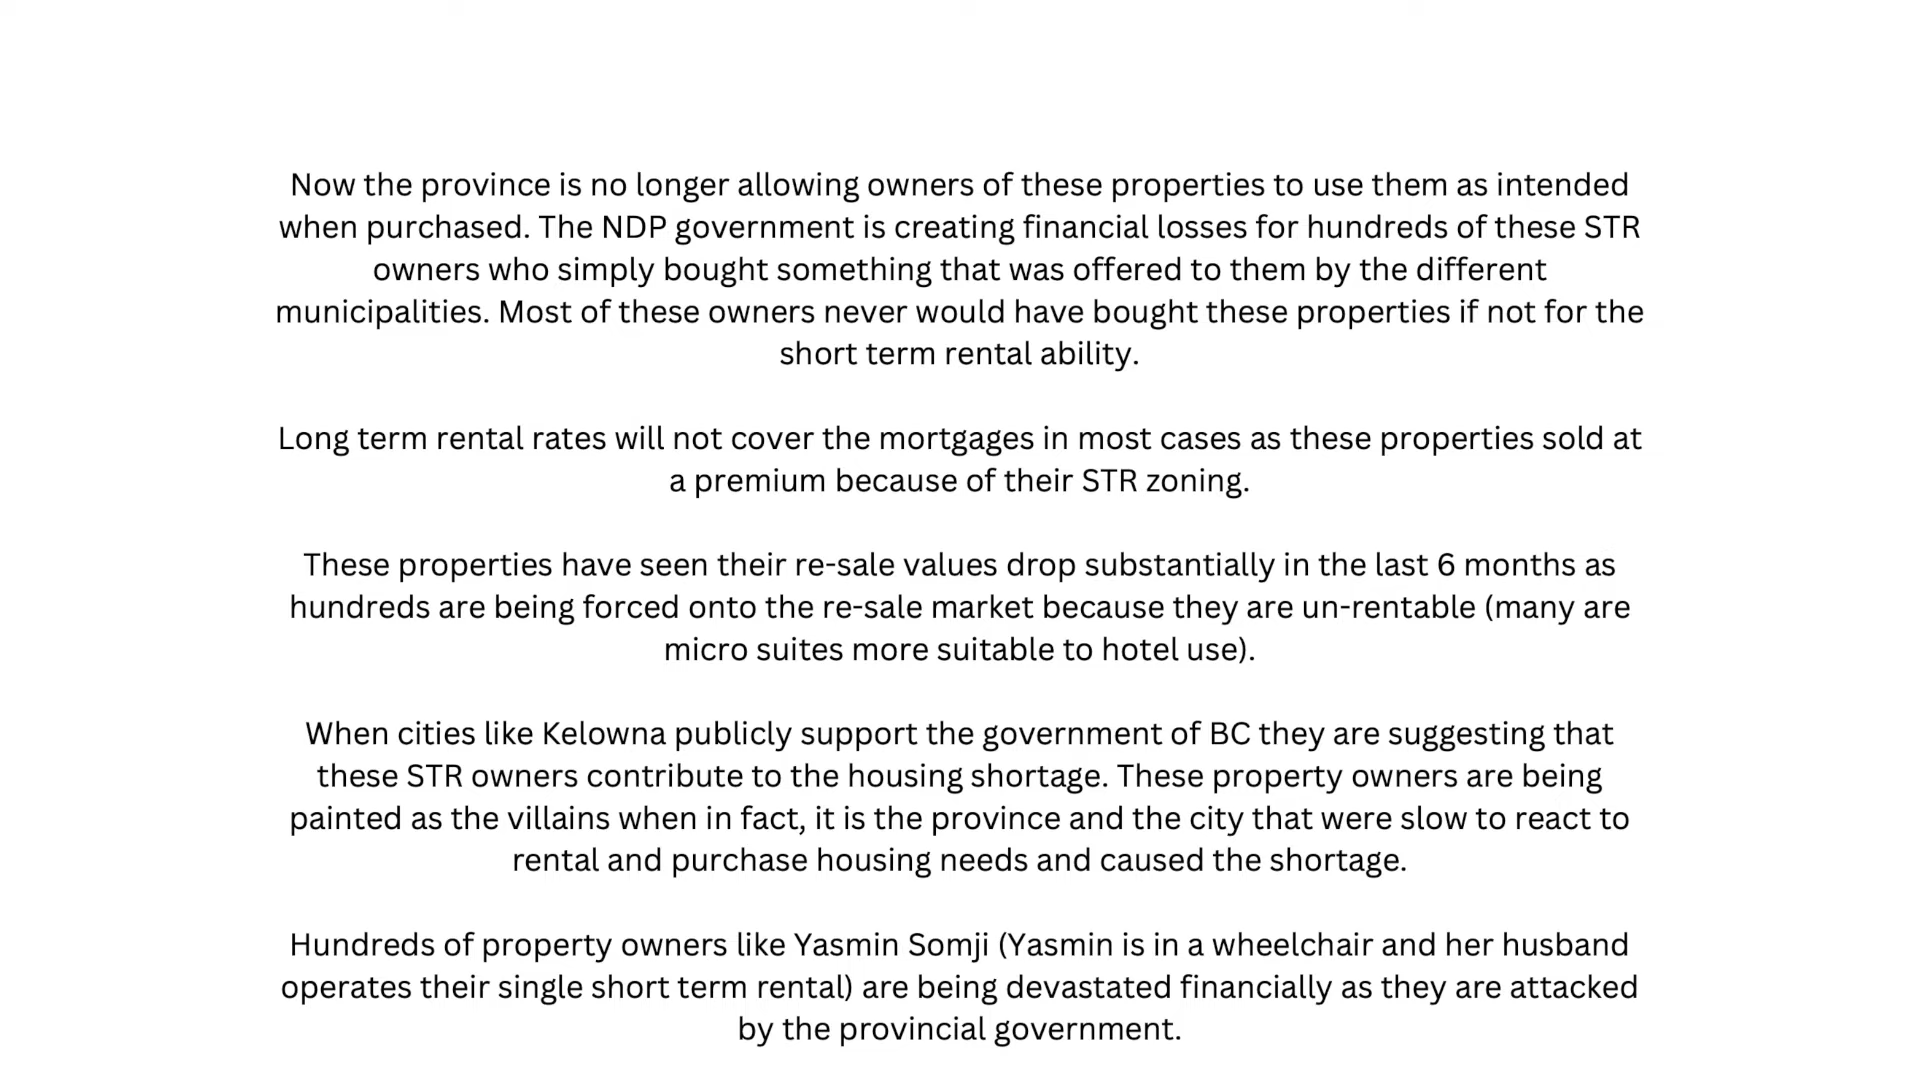 Now the province is no longer allowing owners of these properties to use them as intended
when purchased. The NDP government is creating financial losses for hundreds of these STR
owners who simply bought something that was offered to them by the different
municipalities. Most of these owners never would have bought these properties if not for the
short term rental ability.
Long term rental rates will not cover the mortgages in most cases as these properties sold at
a premium because of their STR zoning.
These properties have seen their re-sale values drop substantially in the last 6 months as
hundreds are being forced onto the re-sale market because they are un-rentable (many are
micro suites more suitable to hotel use).
When cities like Kelowna publicly support the government of BC they are suggesting that
these STR owners contribute to the housing shortage. These property owners are being
painted as the villains when in fact, it is the province and the city that were slow to react to
rental and purchase housing needs and caused the shortage.
Hundreds of property owners like Yasmin Somji (Yasmin is in a wheelchair and her husband
operates their single short term rental) are being devastated financially as they are attacked
by the provincial government.